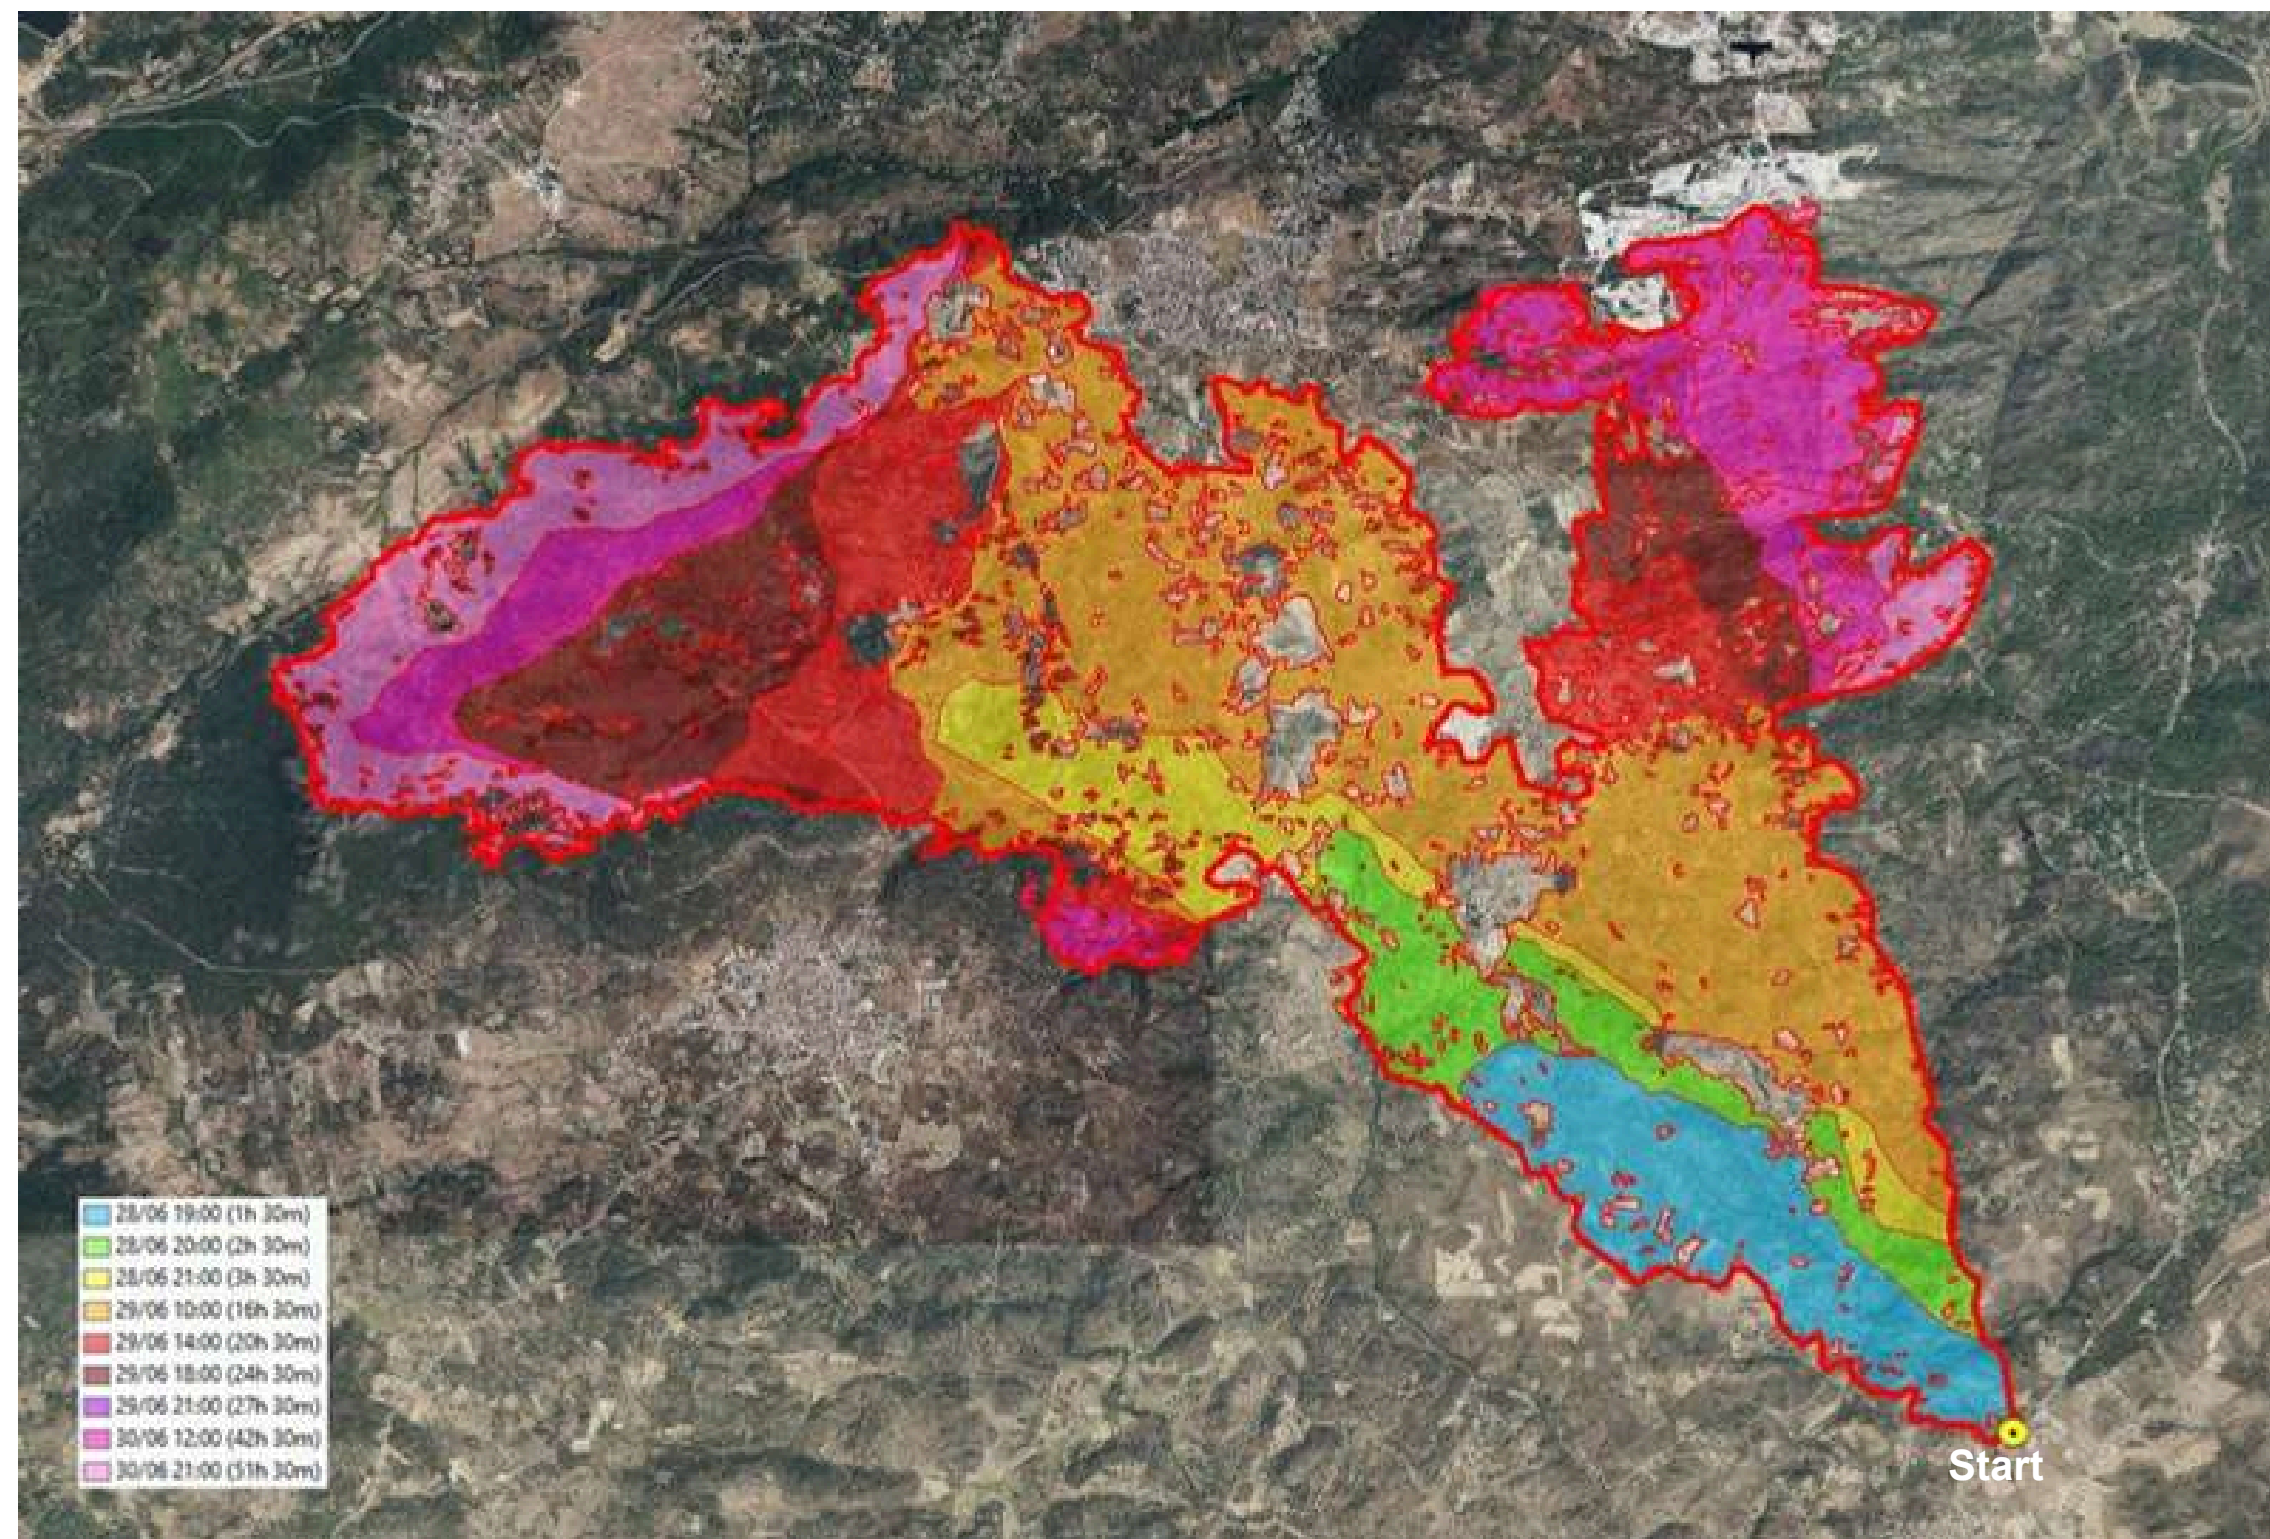 28/06 19:00 (1h 30m)
28/06 20:00 (2h 30m)
28/06 21:00 (3h 30m)
29/06 10:00 (16h 30m)
29/06 14:00 (20h 30m)
29/06 18:00 (24h 30m)
29/06 21:00 (27h 30m)
30/06 12:00 (42h 30m)
30/06 21:00 (51h 30m)
Start